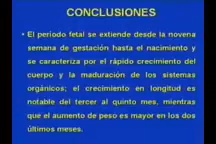 CONCLUSIONES
• El período fetal se extiende desde la novena
semana de gestación hasta el nacimiento y
se caracteriza por el rápido crecimiento del
cuerpo y la maduración de los sistemas
orgánicos; el crecimiento en longitud es
notable del tercer al quinto mes, mientras
que el aumento de peso es mayor en los dos
últimos meses.